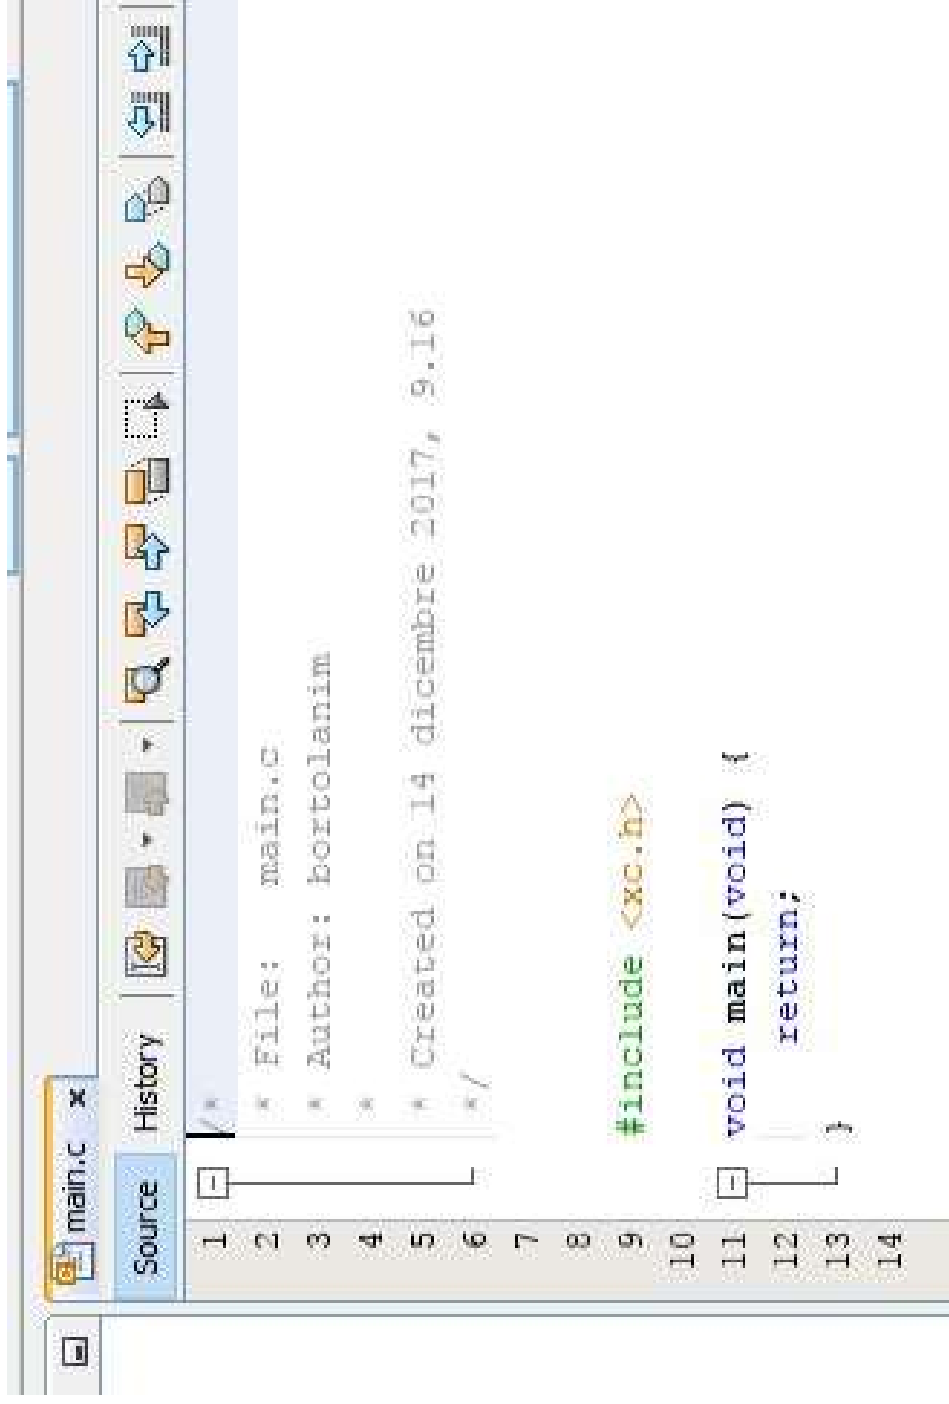 main.c x
Source History
1 /*
2 * File: main.c
3 * Author: bortolanim
4 *
5 * Created on 14 dicembre 2017, 9.16
6 */
7
8
9 #include <xc.h>
10
11 void main(void) {
12 return;
13 }
14